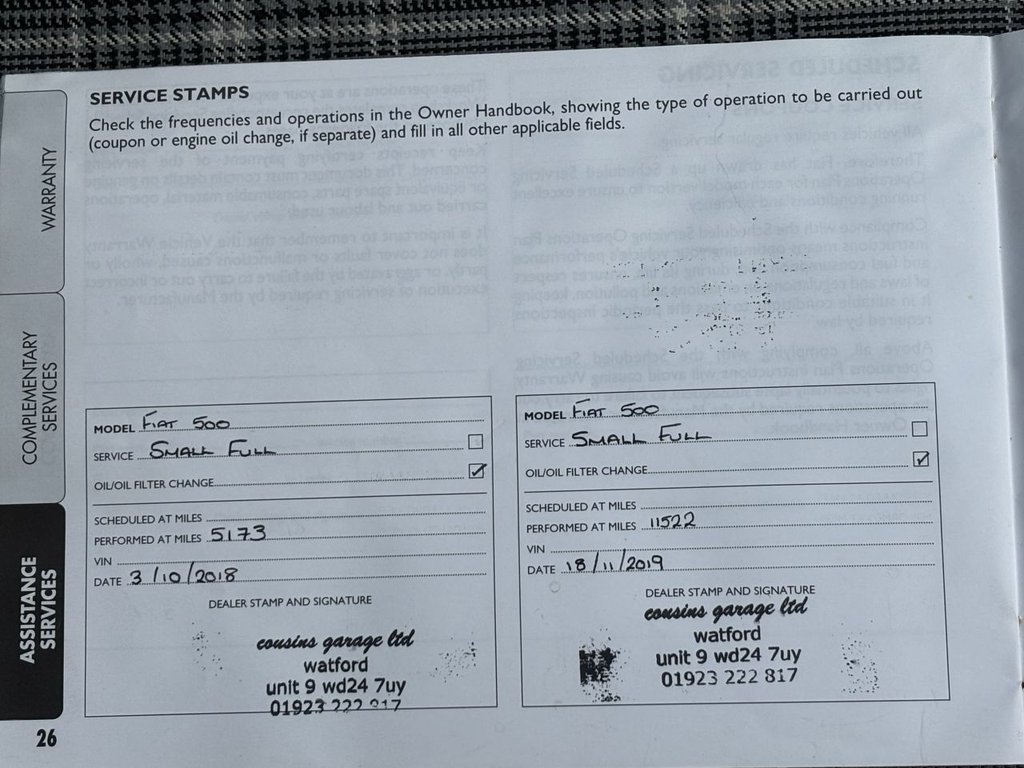 SERVICE STAMPS
Check the frequencies and operations in the Owner Handbook, showing the type of operation to be carried out
(coupon or engine oil change, if separate) and fill in all other applicable fields.
WARRANTY
COMPLEMENTARY
SERVICES
ASSISTANCE
SERVICES
MODEL FIAT 500
SERVICE SMALL FULL
OIL/OIL FILTER CHANGE
SCHEDULED AT MILES
PERFORMED AT MILES 5173
VIN
DATE 3/10/2018
DEALER STAMP AND SIGNATURE
cousins garage ltd
watford
unit 9 wd24 7uy
01923 222 817
MODEL FIAT 500
SERVICE SMALL FULL
OIL/OIL FILTER CHANGE
SCHEDULED AT MILES
PERFORMED AT MILES 11522
VIN
DATE 18/11/2019
DEALER STAMP AND SIGNATURE
cousins garage ltd
watford
unit 9 wd24 7uy
01923 222 817
26